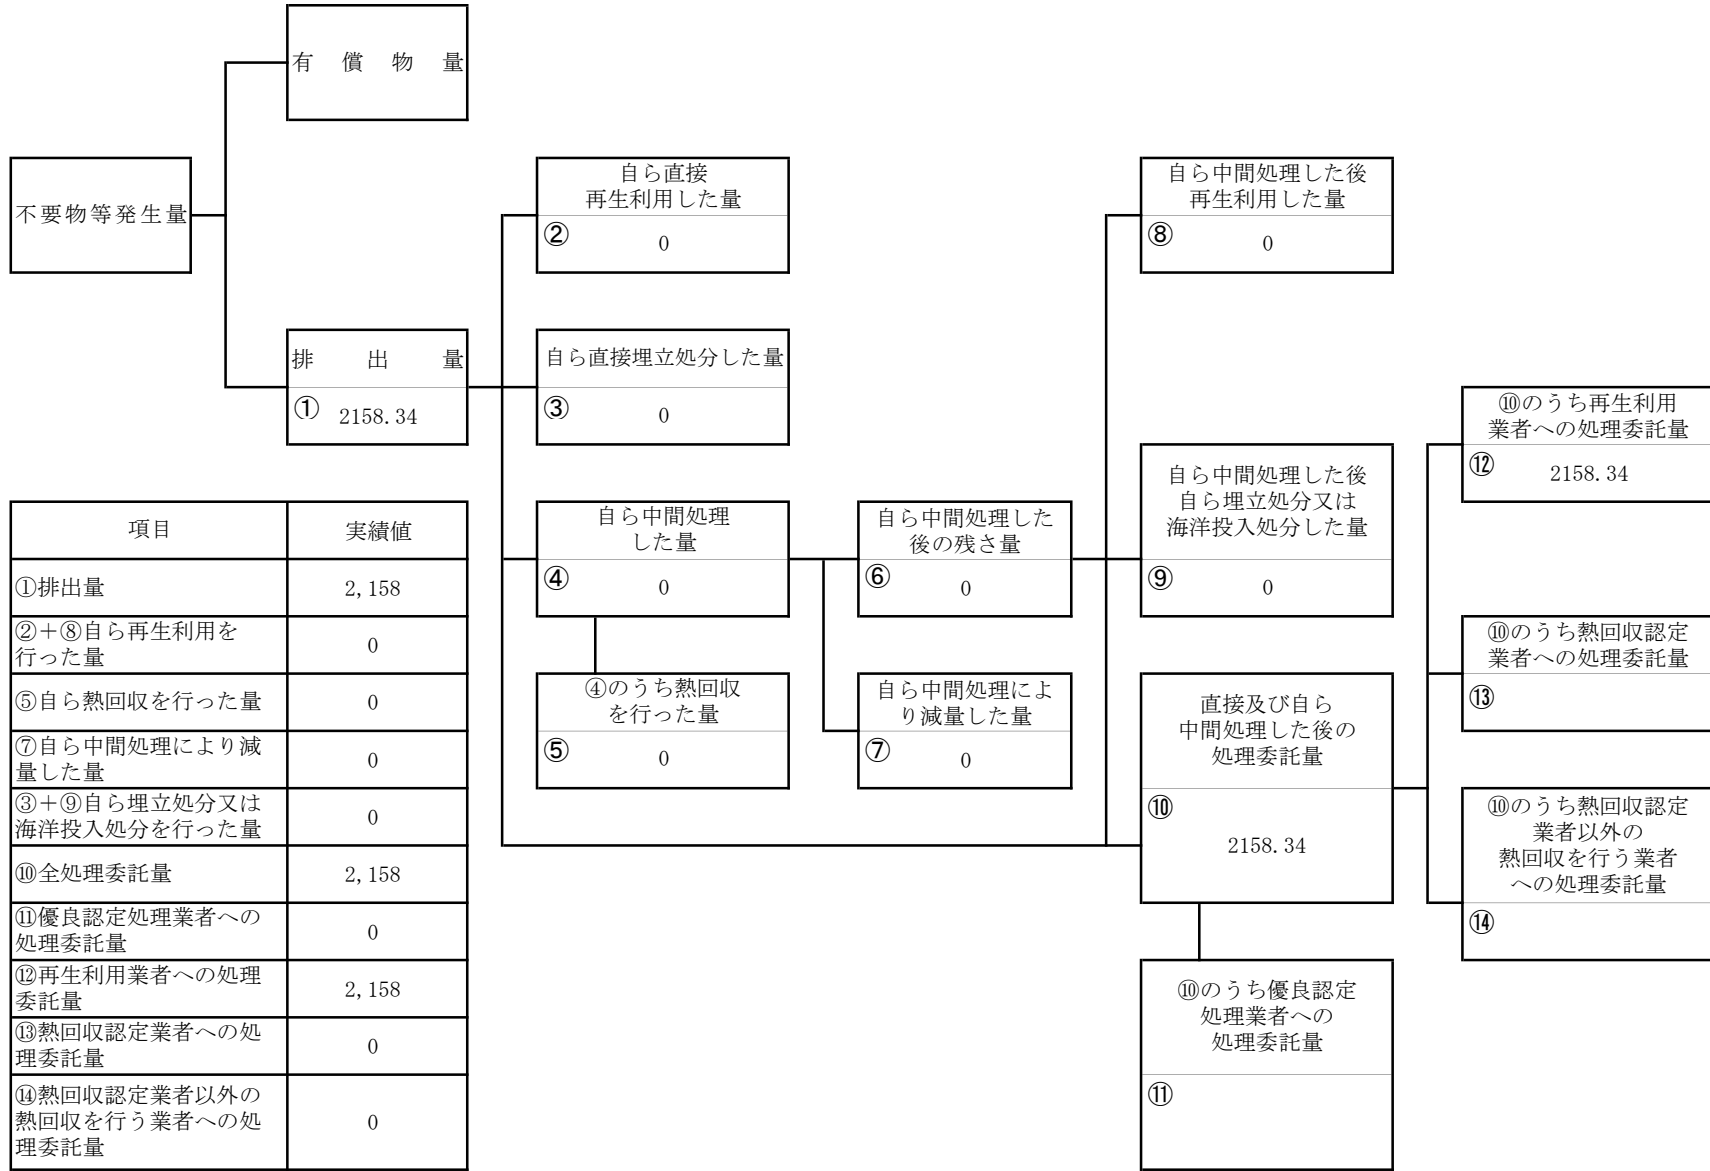 有償物量
不要物等発生量
排出量
① 2158.34
自ら直接
再生利用した量
② 0
自ら直接埋立処分した量
③ 0
自ら中間処理
した量
④ 0
④のうち熱回収
を行った量
⑤ 0
自ら中間処理した
後の残さ量
⑥ 0
自ら中間処理によ
り減量した量
⑦ 0
自ら中間処理した後
再生利用した量
⑧ 0
自ら中間処理した後
自ら埋立処分又は
海洋投入処分した量
⑨ 0
直接及び自ら
中間処理した後の
処理委託量
⑩
2158.34
⑩のうち優良認定
処理業者への
処理委託量
⑪
⑩のうち再生利用
業者への処理委託量
⑫ 2158.34
⑩のうち熱回収認定
業者への処理委託量
⑬
⑩のうち熱回収認定
業者以外の
熱回収を行う業者
への処理委託量
⑭
項目 実績値
①排出量 2,158
②+⑧自ら再生利用を
行った量 0
⑤自ら熱回収を行った量 0
⑦自ら中間処理により減
量した量 0
③+⑨自ら埋立処分又は
海洋投入処分を行った量 0
⑩全処理委託量 2,158
⑪優良認定処理業者への
処理委託量 0
⑫再生利用業者への処理
委託量 2,158
⑬熱回収認定業者への処
理委託量 0
⑭熱回収認定業者以外の
熱回収を行う業者への処
理委託量 0